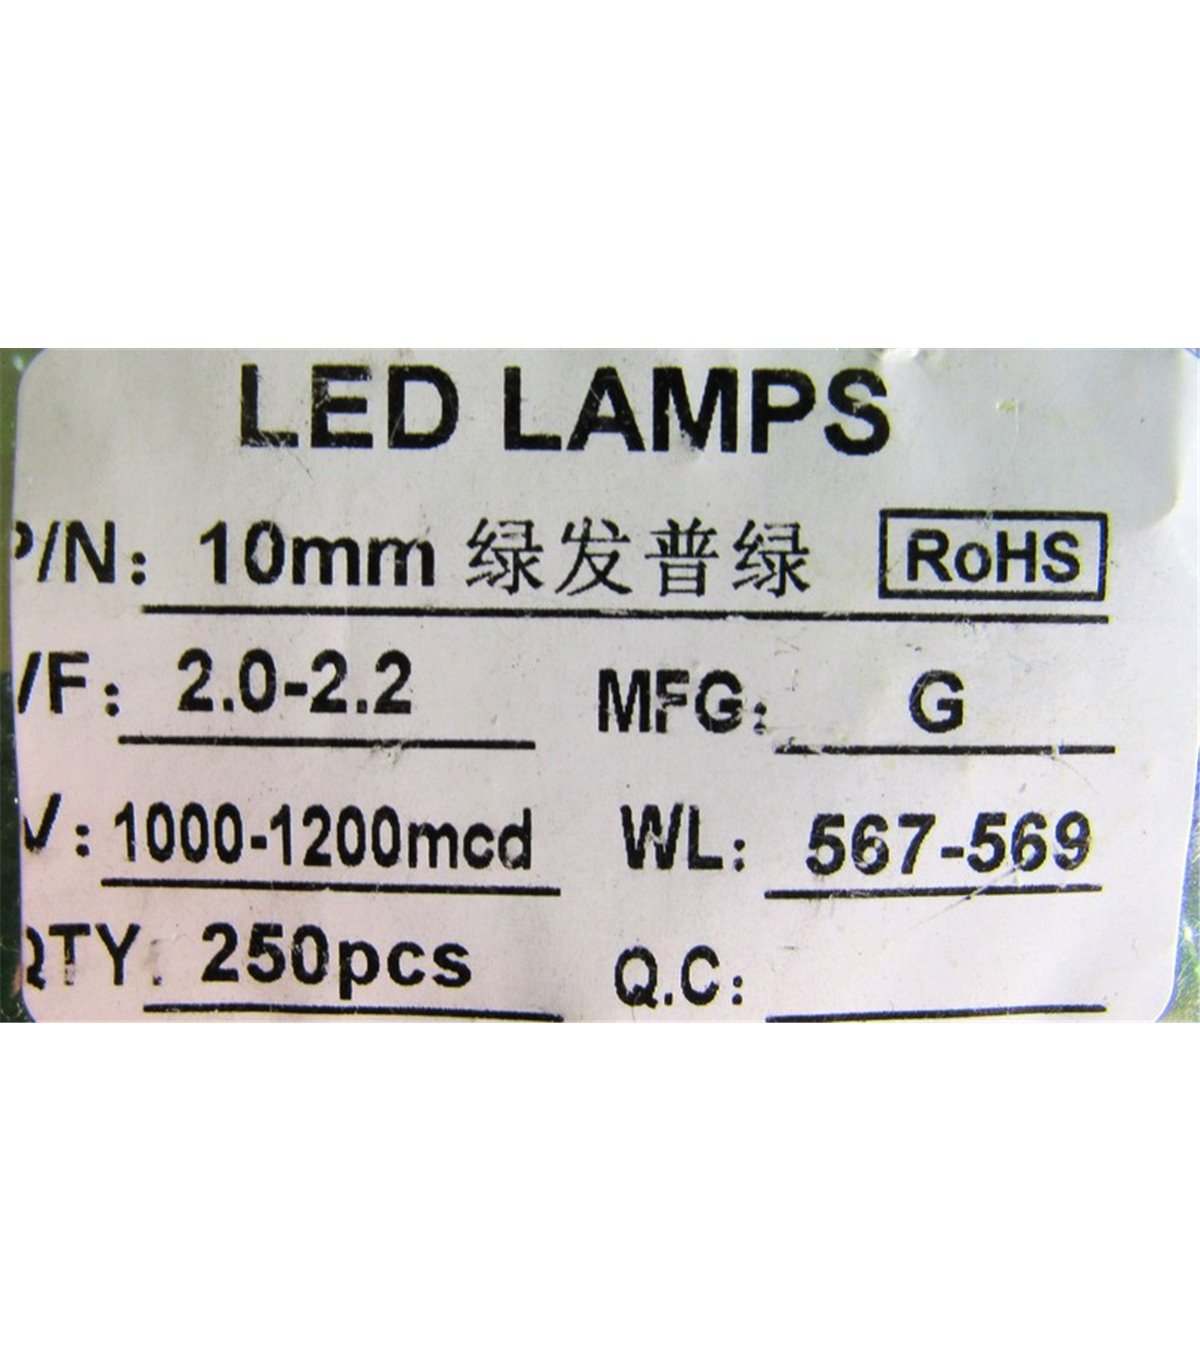 LED LAMPS
P/N: 10mm 绿发普绿 RoHS
/F: 2.0-2.2 MFG: G
V: 1000-1200mcd WL: 567-569
QTY: 250pcs Q.C: